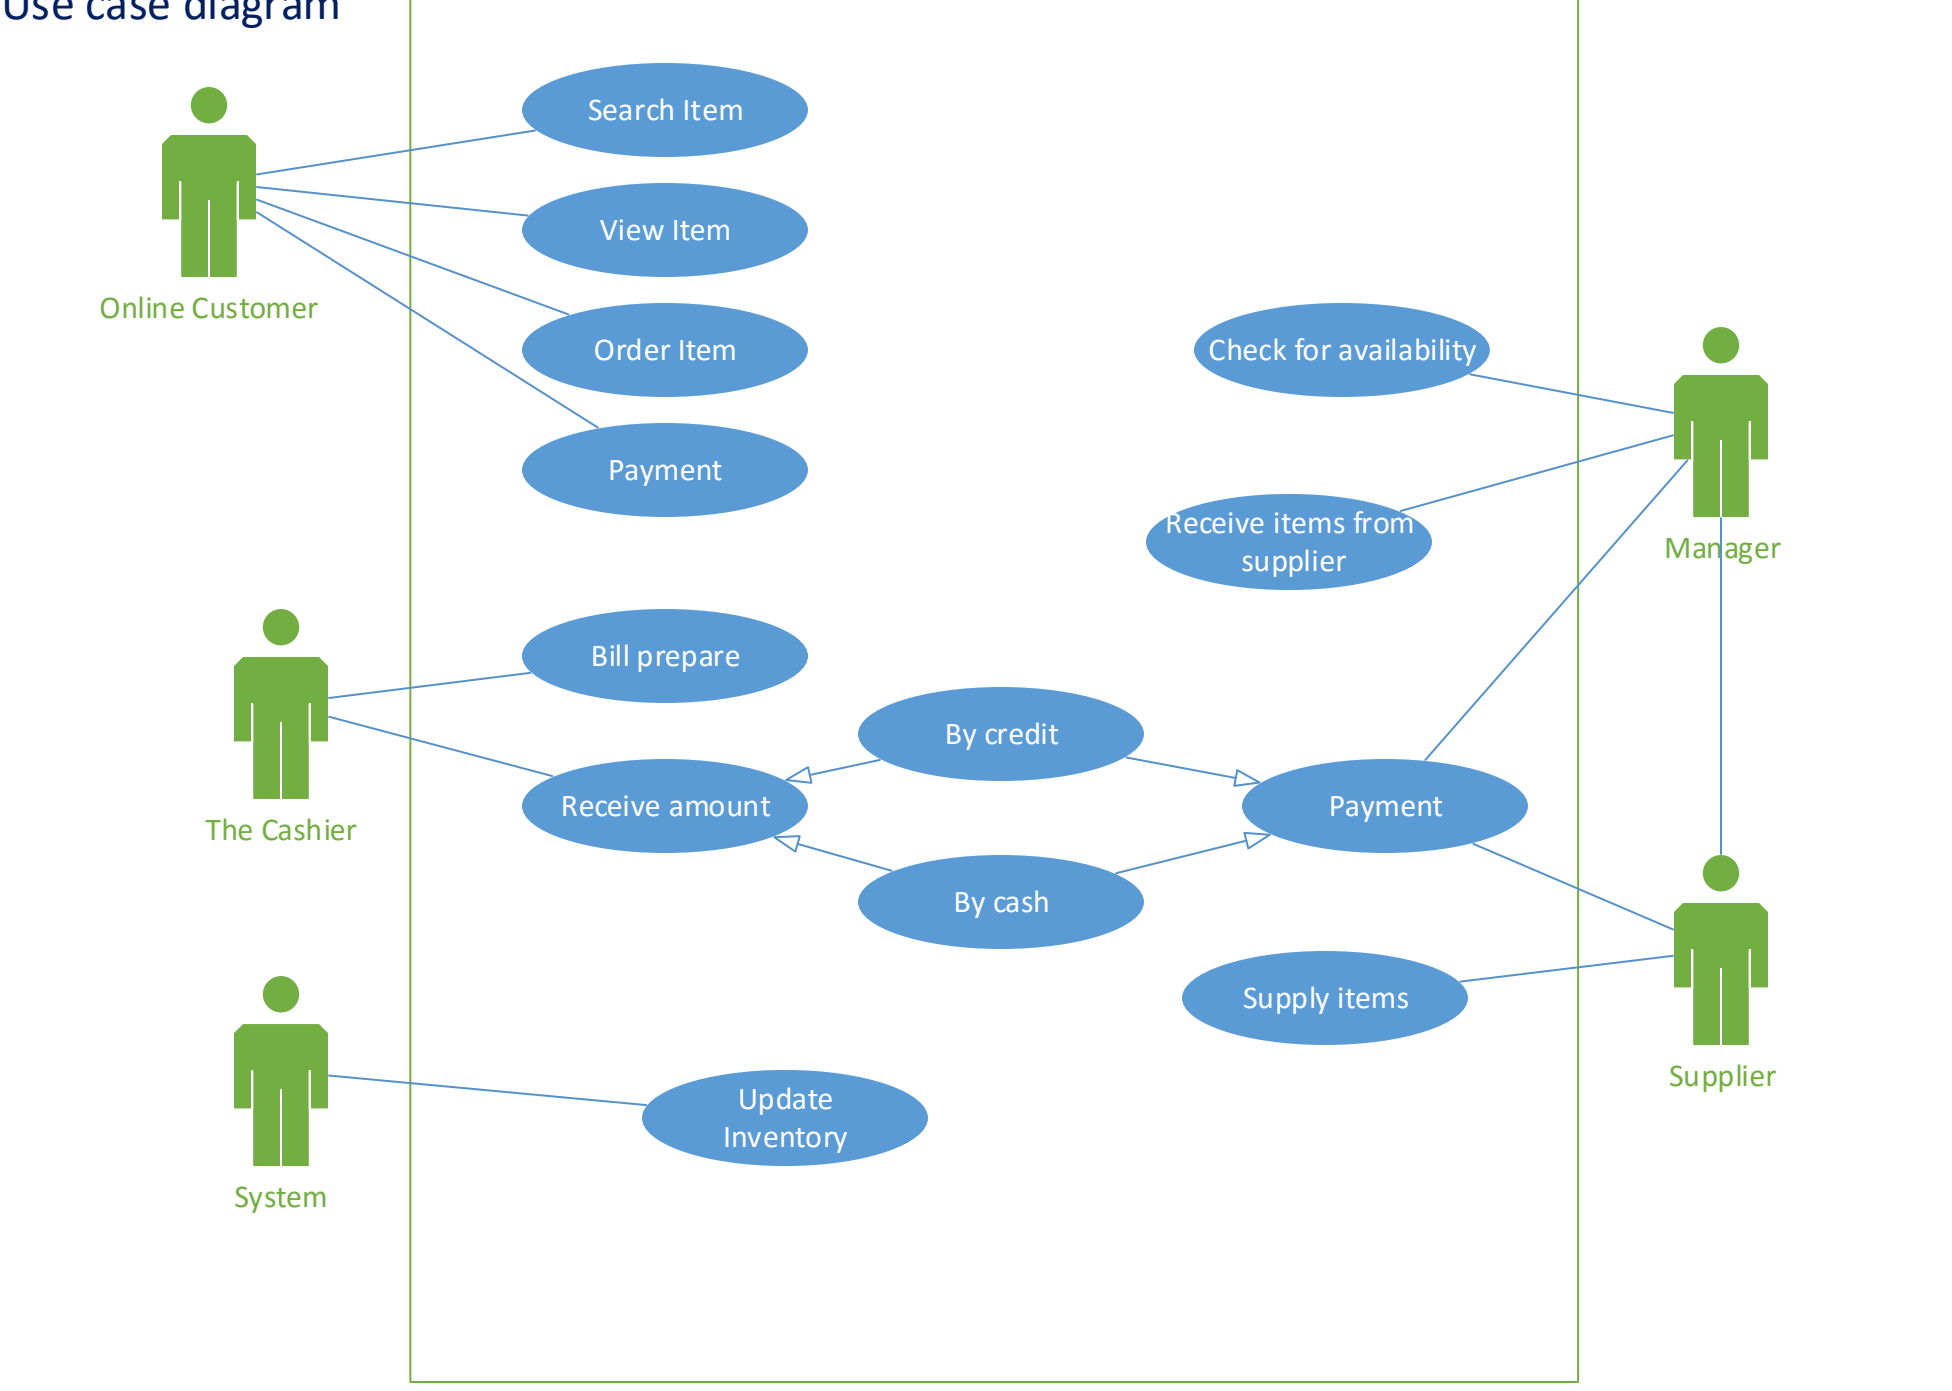 Use case diagram
Search Item
View Item
Online Customer
Order Item
Check for availability
Payment
Receive items from
supplier
Manager
Bill prepare
By credit
Receive amount
Payment
The Cashier
By cash
Supply items
Supplier
Update
Inventory
System